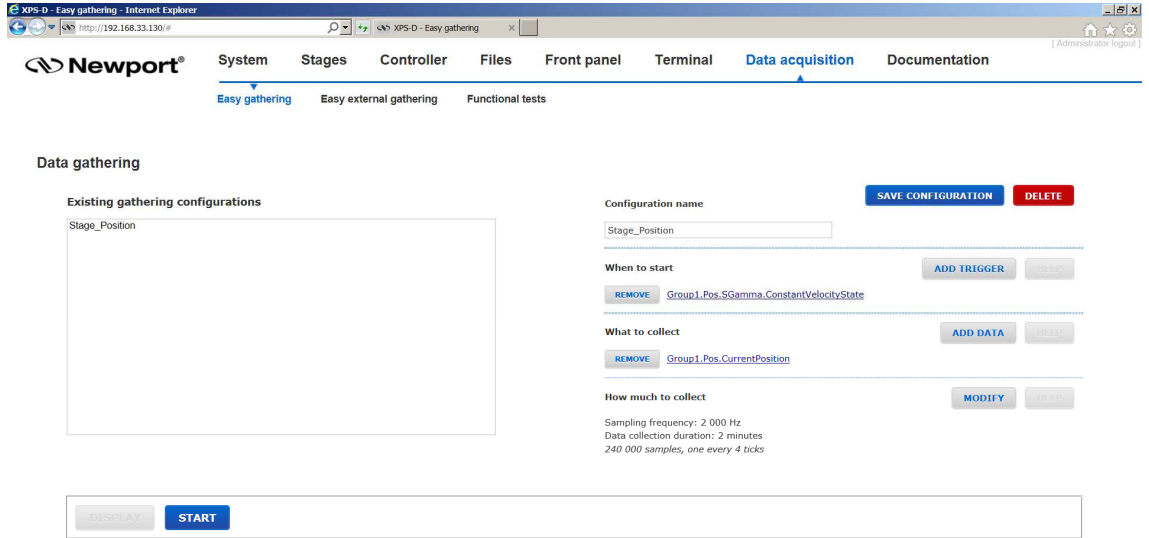 XPS-D - Easy gathering - Internet Explorer
http://192.168.33.130/#
XPS-D - Easy gathering
[ Administrator logout ]
Newport®
System Stages Controller Files Front panel Terminal Data acquisition Documentation
Easy gathering Easy external gathering Functional tests
Data gathering
SAVE CONFIGURATION DELETE
Existing gathering configurations
Configuration name
Stage_Position
Stage_Position
When to start ADD TRIGGER HELP
REMOVE Group1.Pos.SGamma.ConstantVelocityState
What to collect ADD DATA HELP
REMOVE Group1.Pos.CurrentPosition
How much to collect MODIFY HELP
Sampling frequency: 2 000 Hz
Data collection duration: 2 minutes
240 000 samples, one every 4 ticks
DISPLAY START